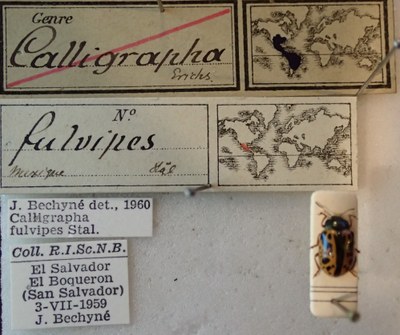 Genre
Calligrapha
Erichs.
Nº
fulvipes
Mexique Stål
J. Bechyné det., 1960
Calligrapha
fulvipes Stal.
Coll. R.I.Sc.N.B.
El Salvador
El Boqueron
(San Salvador)
3-VII-1959
J. Bechyné